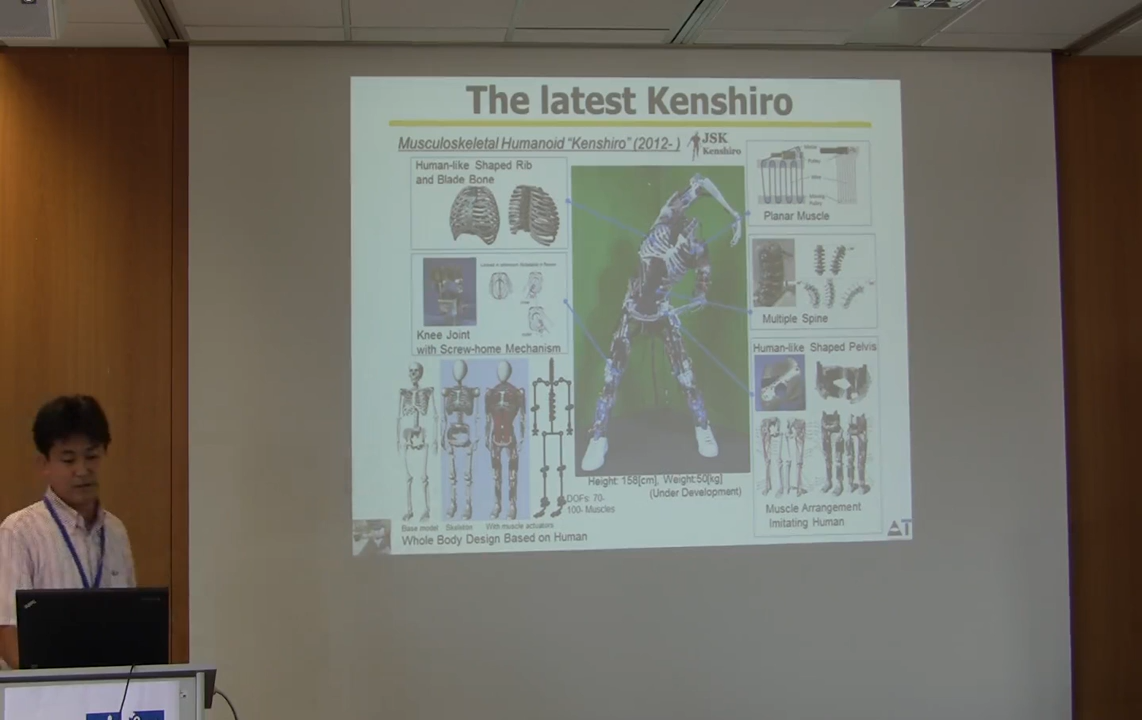 The latest Kenshiro
Musculoskeletal Humanoid "Kenshiro" (2012- )
JSK
Kenshiro
Human-like Shaped Rib
and Blade Bone
Knee Joint
with Screw-home Mechanism
Base model
Skeleton
With muscle actuators
Whole Body Design Based on Human
Height: 158[cm], Weight:50[kg]
(Under Development)
DOFs: 70-
100- Muscles
Planar Muscle
Multiple Spine
Human-like Shaped Pelvis
Muscle Arrangement
Imitating Human